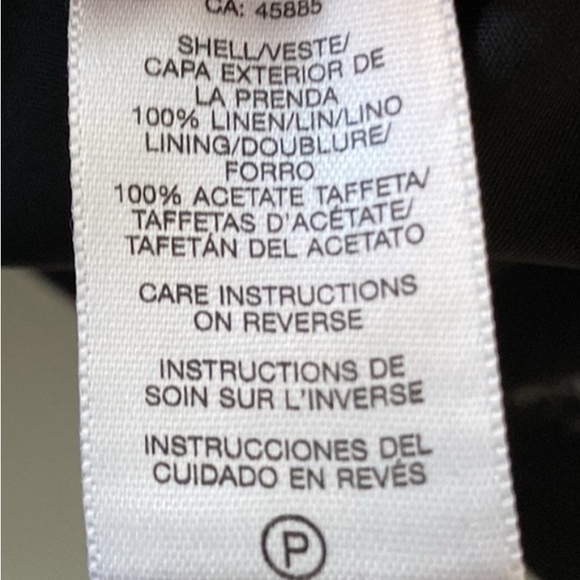 CA: 45885
SHELL/VESTE/
CAPA EXTERIOR DE
LA PRENDA
100% LINEN/LIN/LINO
LINING/DOUBLURE/
FORRO
100% ACETATE TAFFETA/
TAFFETAS D'ACÉTATE/
TAFETÁN DEL ACETATO
CARE INSTRUCTIONS
ON REVERSE
INSTRUCTIONS DE
SOIN SUR L'INVERSE
INSTRUCCIONES DEL
CUIDADO EN REVÉS
P